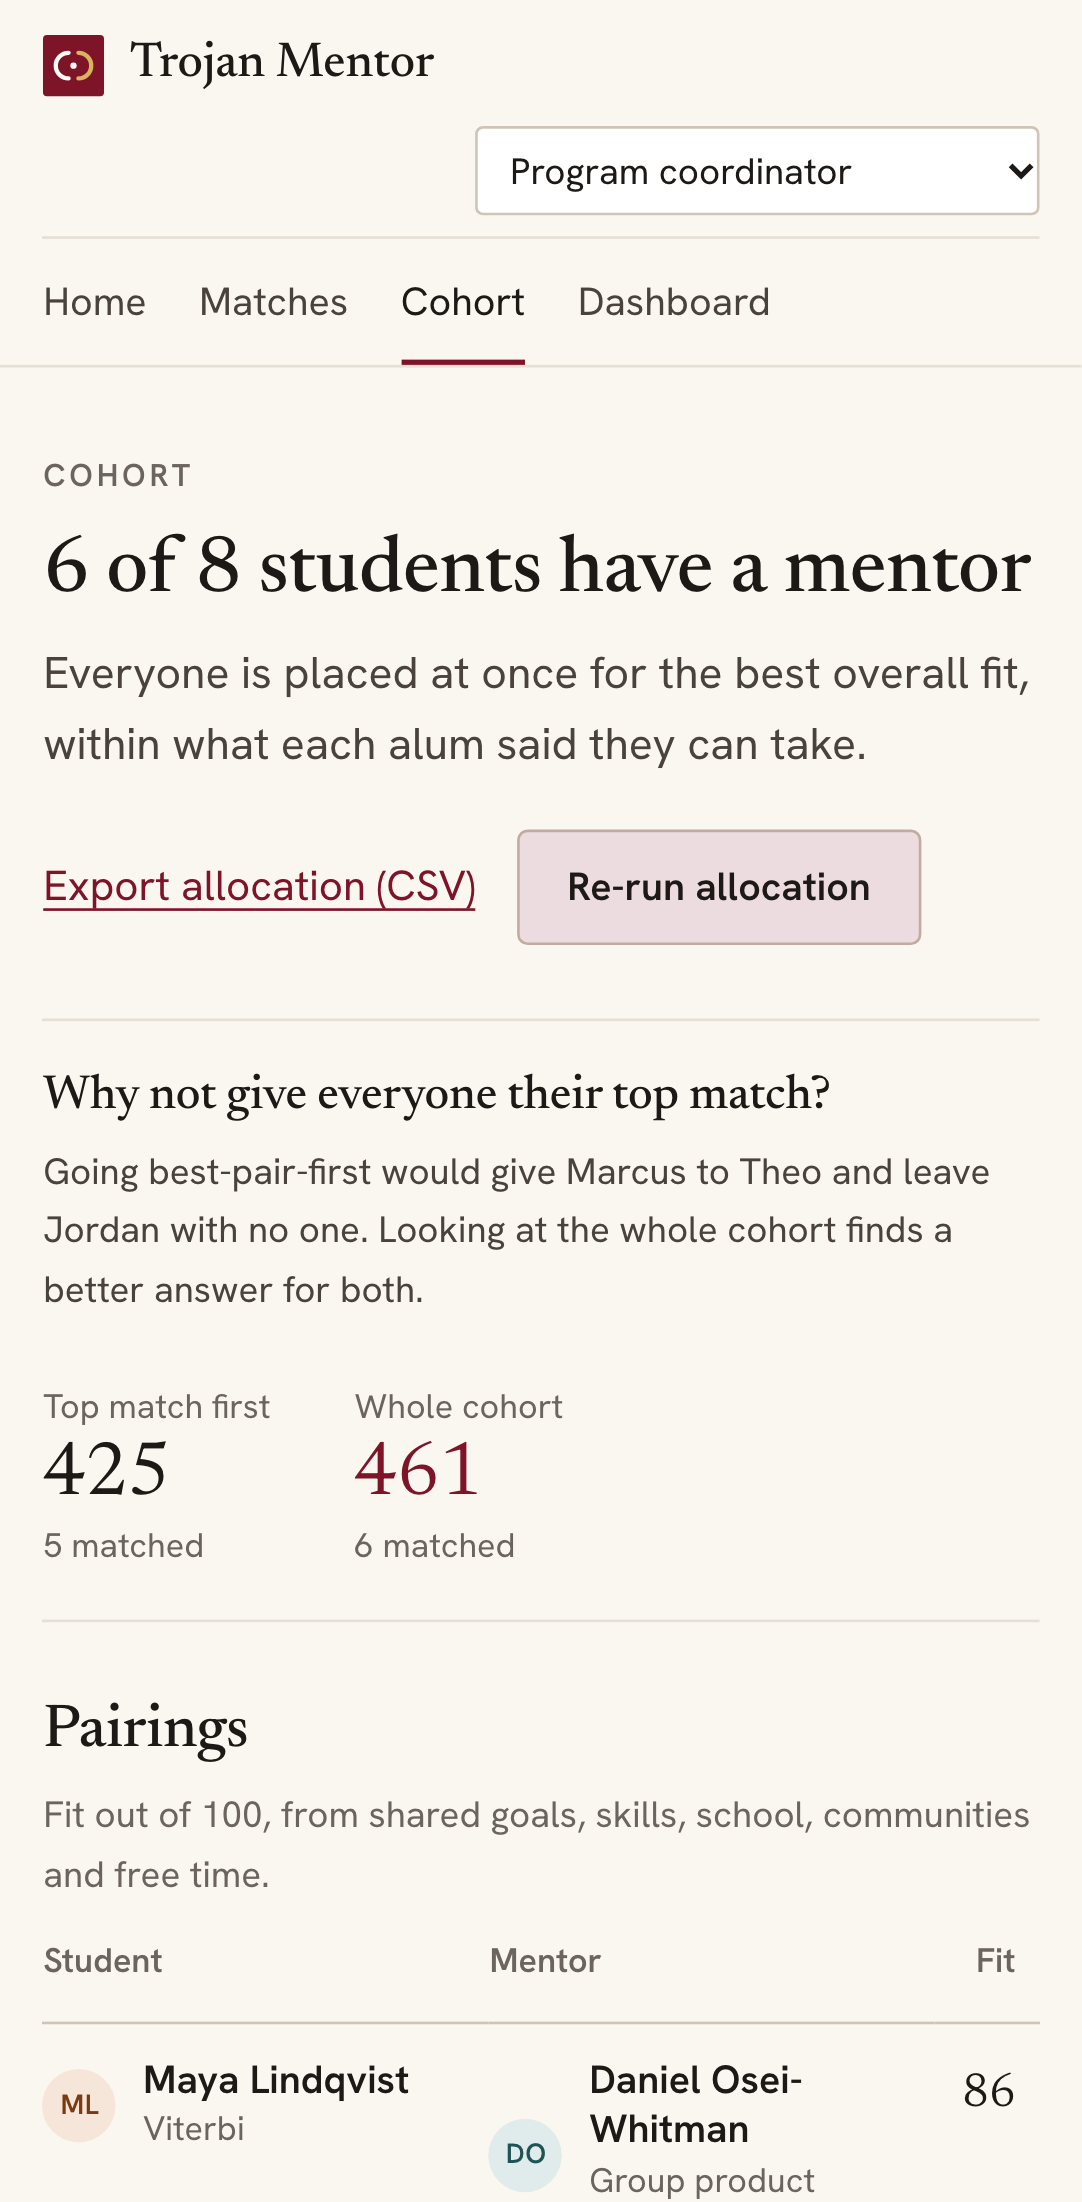 Trojan Mentor
Program coordinator
Home Matches Cohort Dashboard
COHORT
6 of 8 students have a mentor
Everyone is placed at once for the best overall fit,
within what each alum said they can take.
Export allocation (CSV) Re-run allocation
Why not give everyone their top match?
Going best-pair-first would give Marcus to Theo and leave
Jordan with no one. Looking at the whole cohort finds a
better answer for both.
Top match first Whole cohort
425 461
5 matched 6 matched
Pairings
Fit out of 100, from shared goals, skills, school, communities
and free time.
Student Mentor Fit
ML Maya Lindqvist
Viterbi
DO Daniel Osei-
Whitman
Group product
86